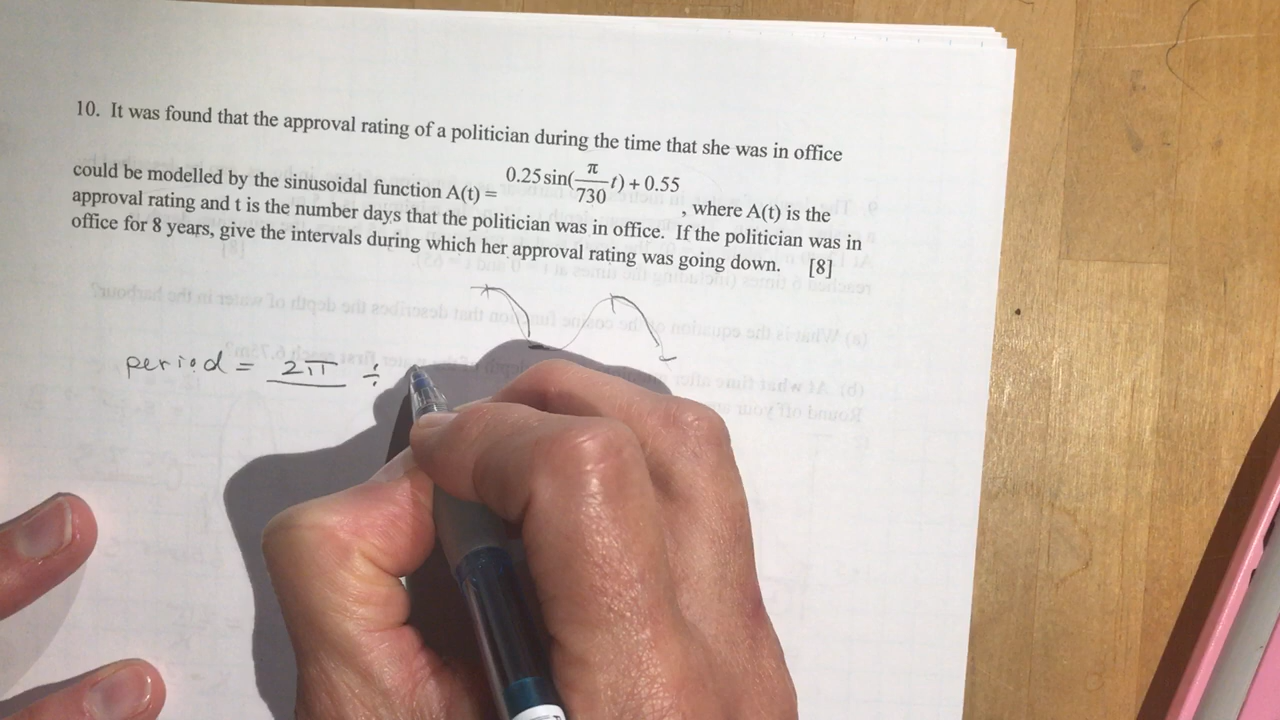 10. It was found that the approval rating of a politician during the time that she was in office
could be modelled by the sinusoidal function A(t) = 0.25 sin(π/730 t) + 0.55 , where A(t) is the
approval rating and t is the number days that the politician was in office. If the politician was in
office for 8 years, give the intervals during which her approval rating was going down. [8]
period = 2π ÷